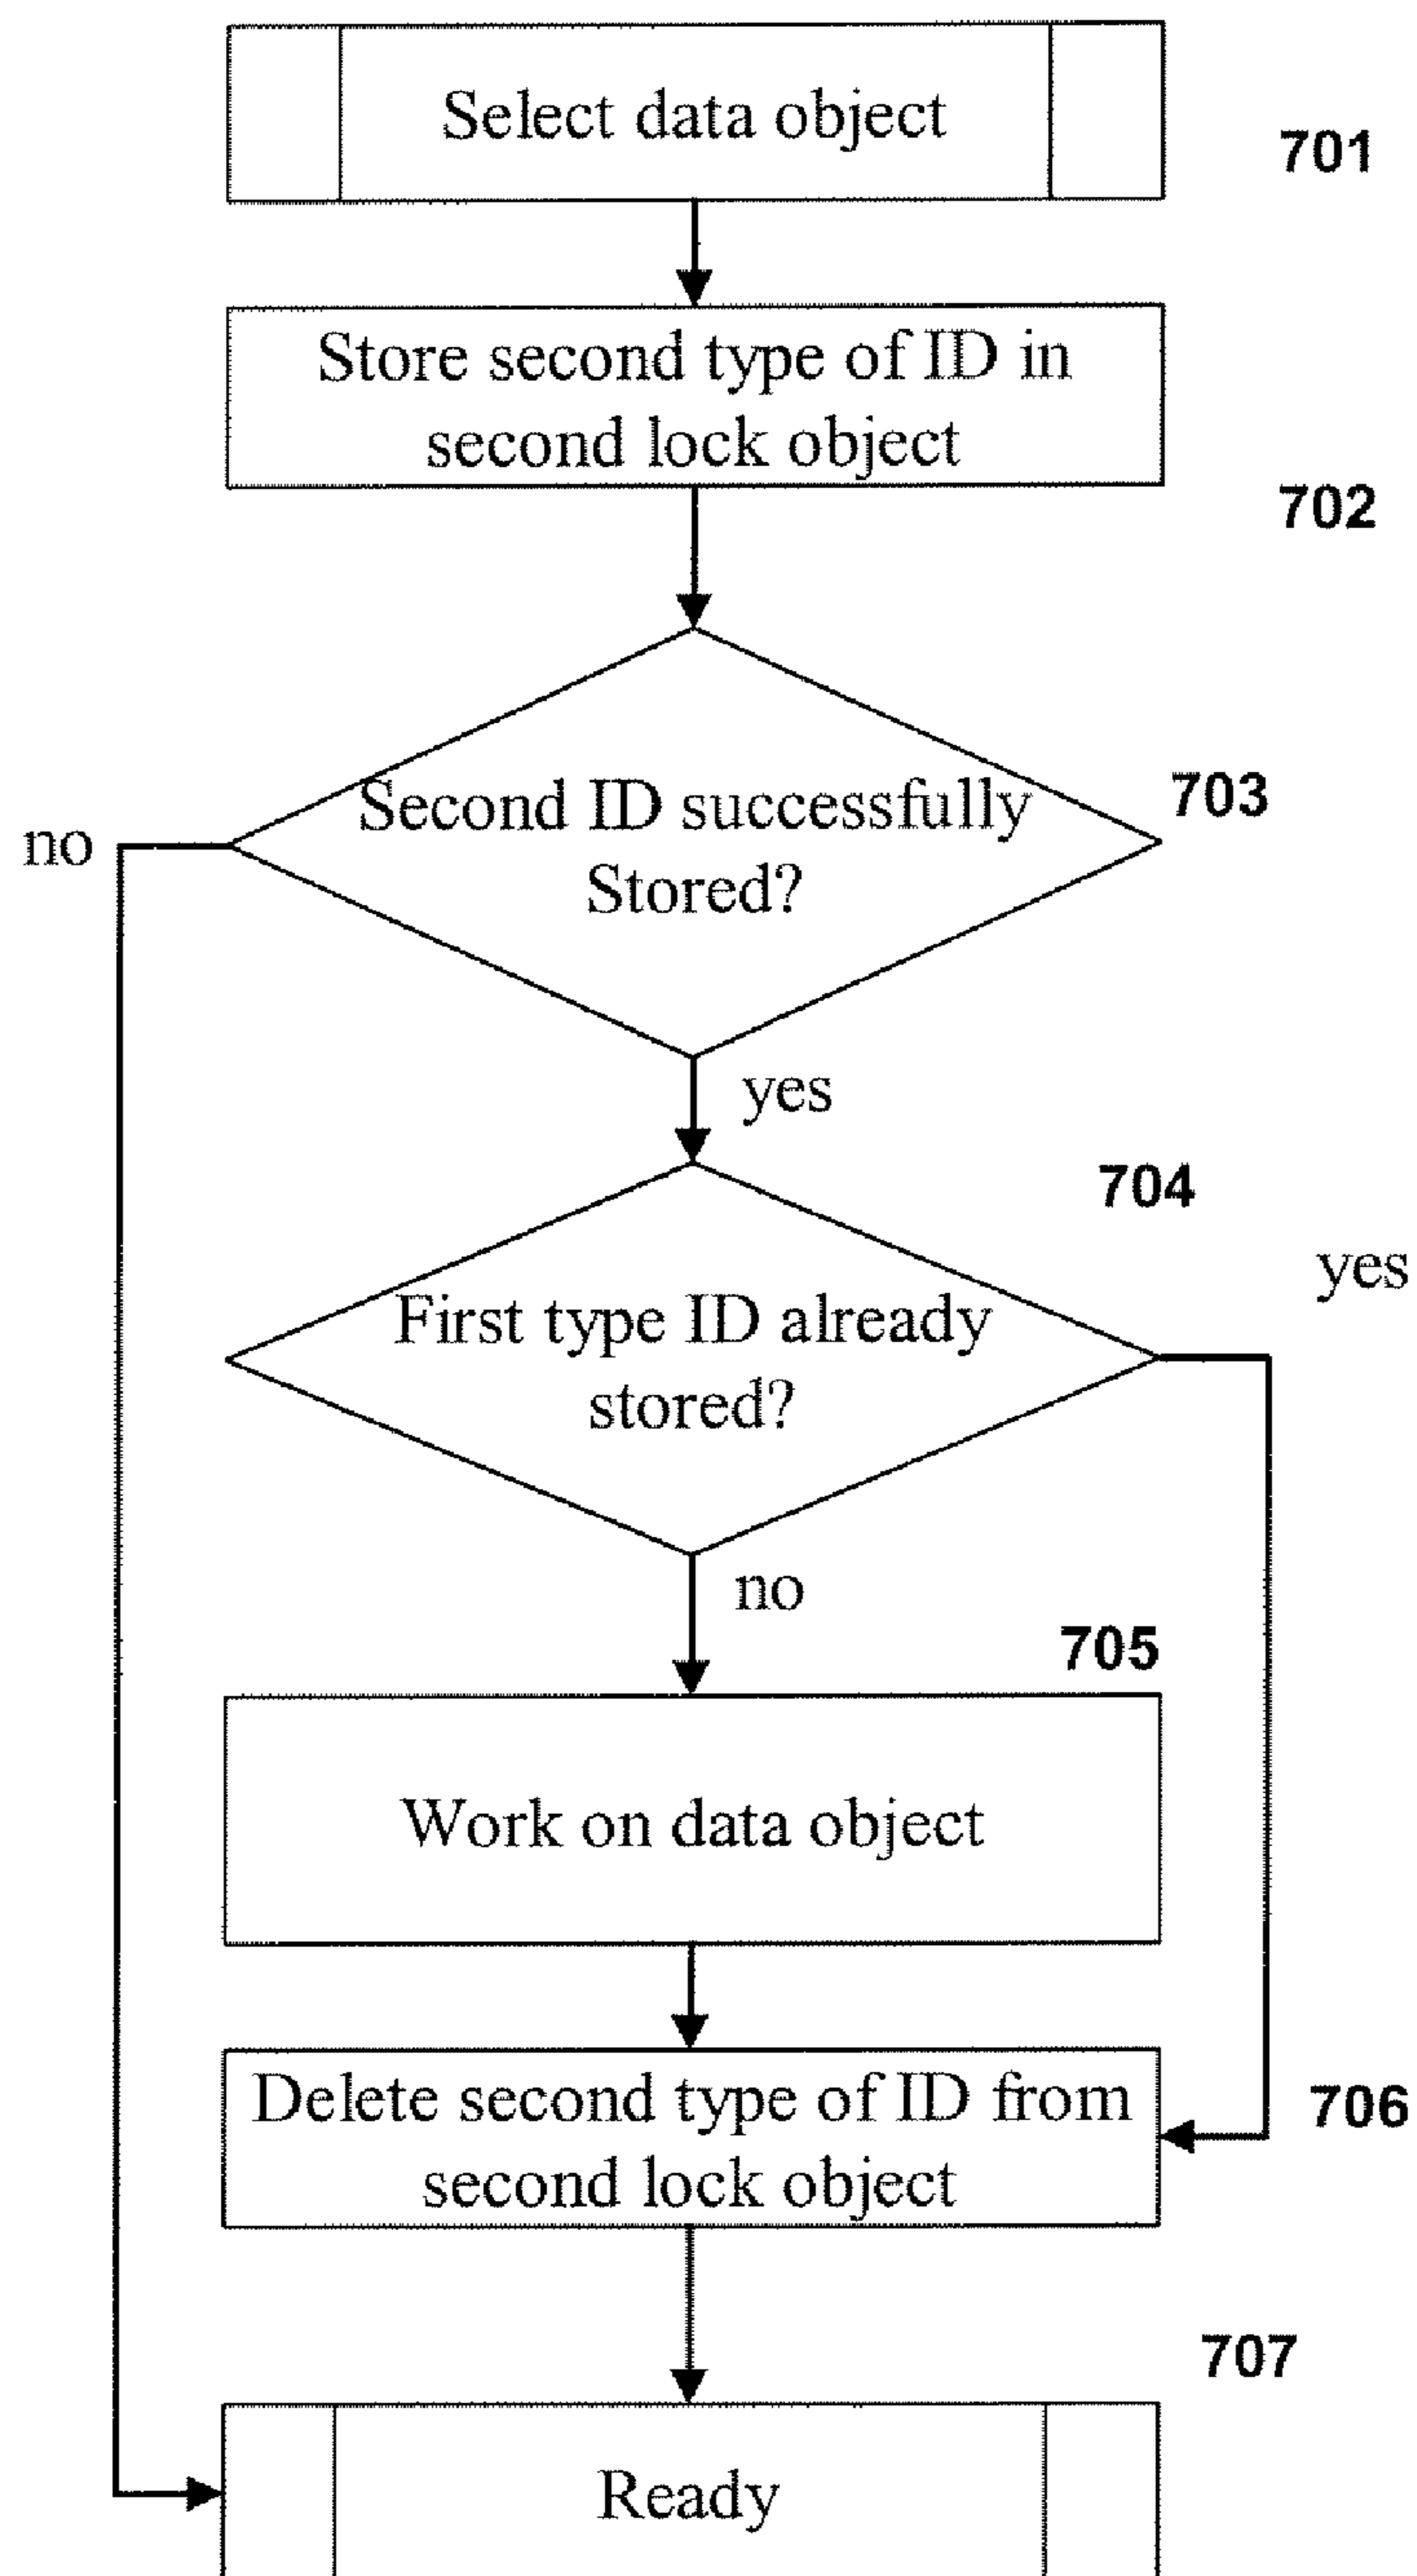 Select data object
701
Store second type of ID in
second lock object
702
Second ID successfully
Stored?
703
no
yes
704
yes
First type ID already
stored?
no
705
Work on data object
Delete second type of ID from
second lock object
706
707
Ready